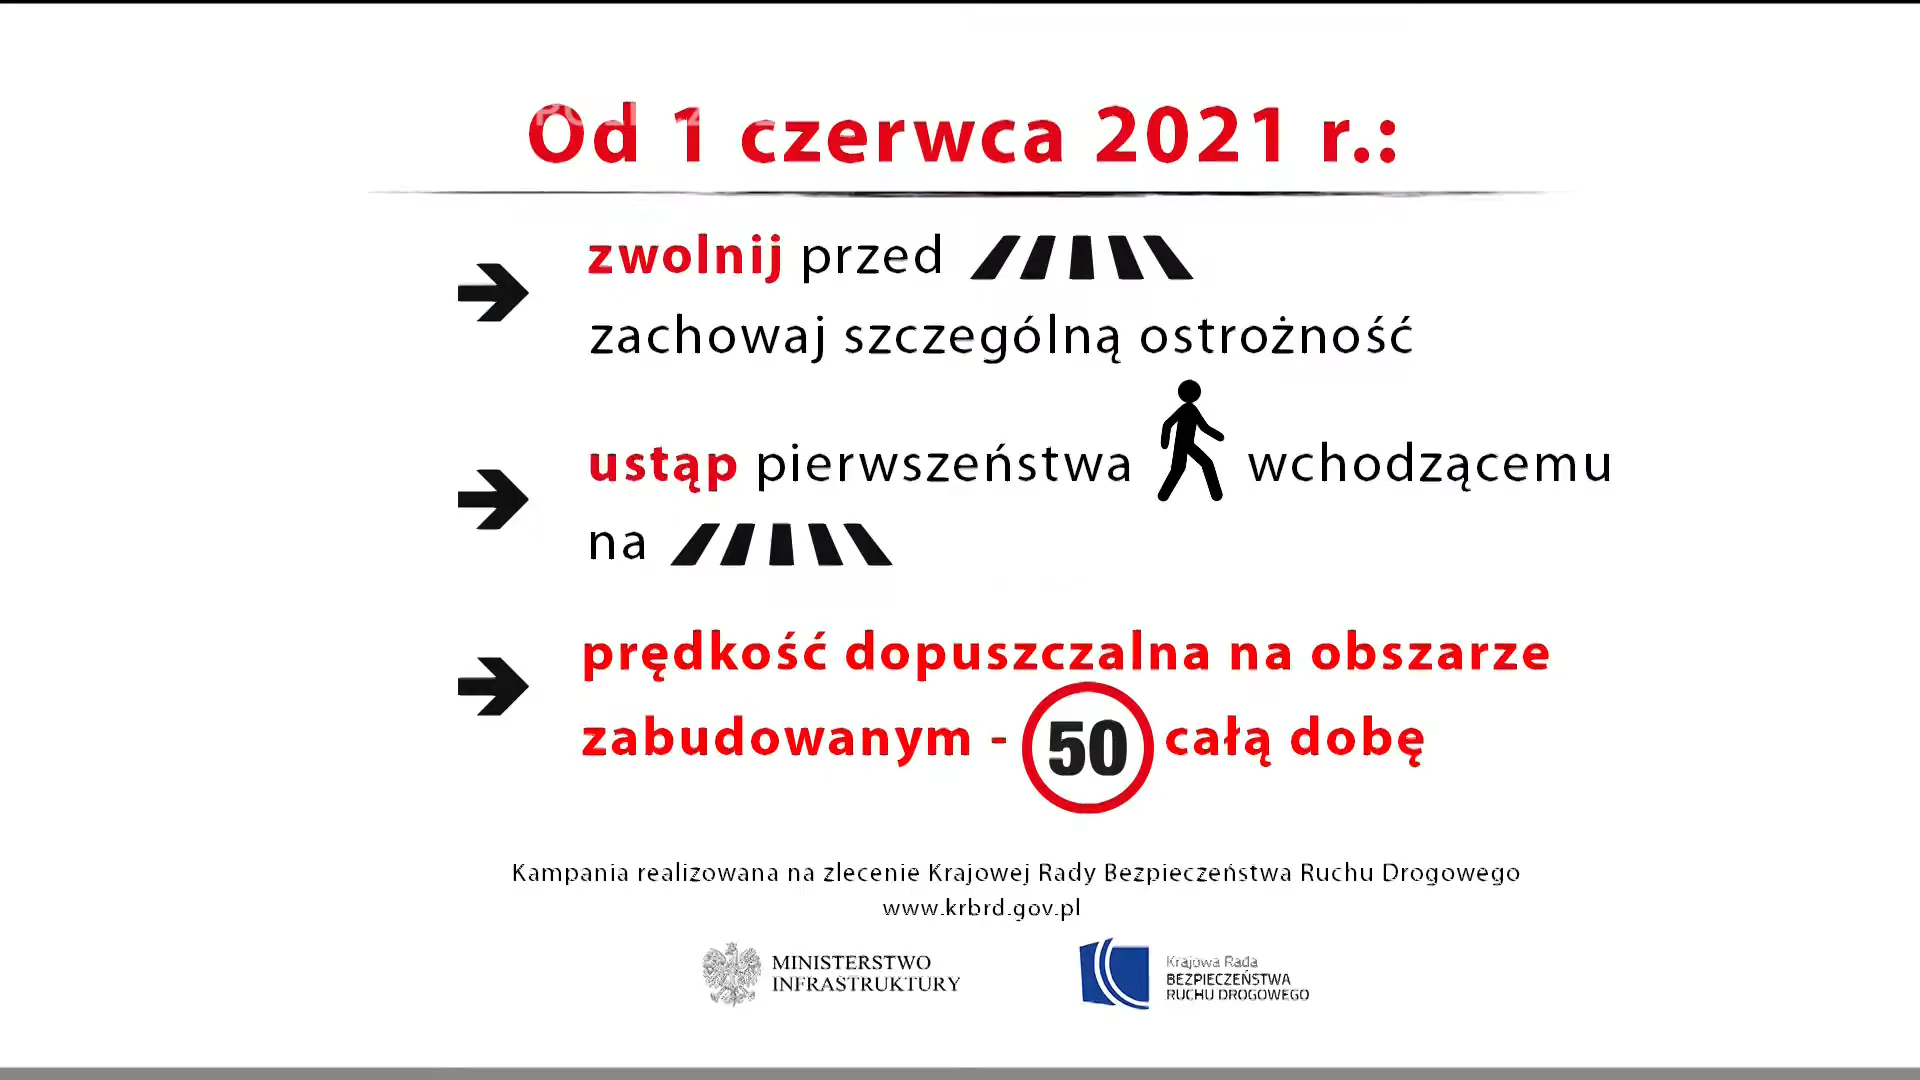 Od 1 czerwca 2021 r.:
zwolnij przed
zachowaj szczególną ostrożność
ustąp pierwszeństwa wchodzącemu
na
prędkość dopuszczalna na obszarze
zabudowanym - 50 całą dobę
Kampania realizowana na zlecenie Krajowej Rady Bezpieczeństwa Ruchu Drogowego
www.krbrd.gov.pl
MINISTERSTWO
INFRASTRUKTURY
Krajowa Rada
BEZPIECZEŃSTWA
RUCHU DROGOWEGO